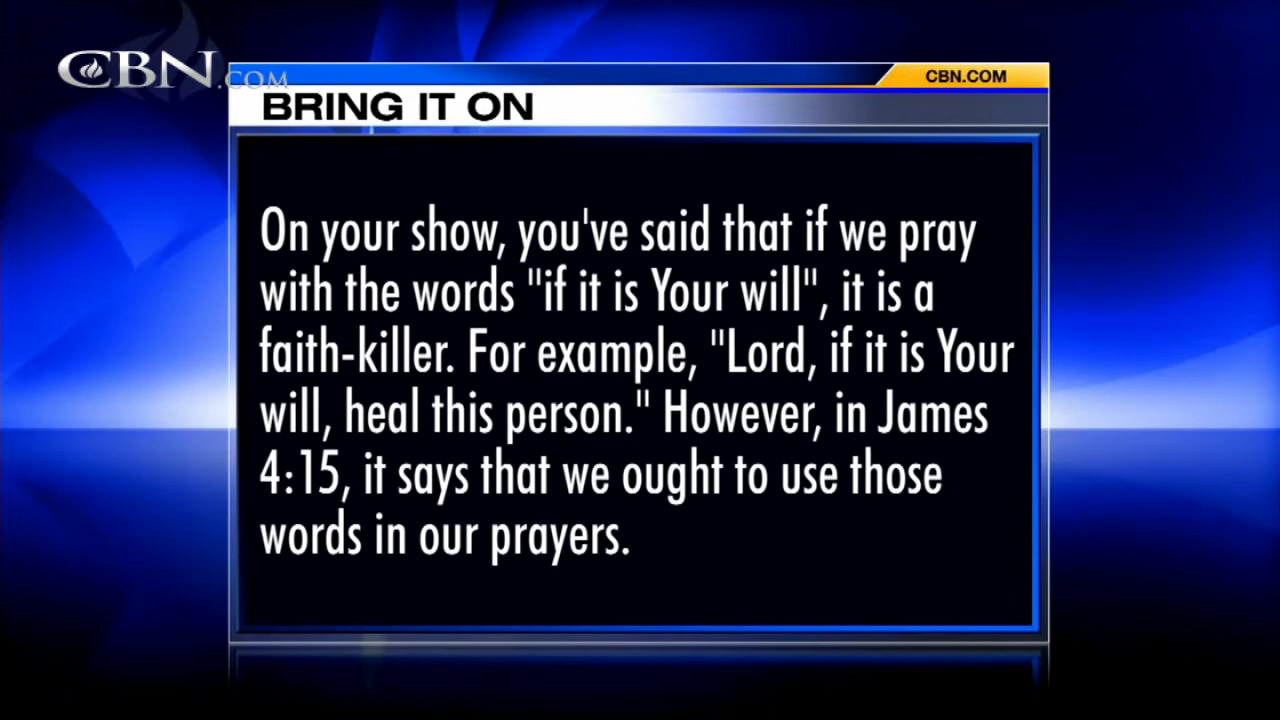 CBN.COM
CBN.COM
BRING IT ON
On your show, you've said that if we pray
with the words "if it is Your will", it is a
faith-killer. For example, "Lord, if it is Your
will, heal this person." However, in James
4:15, it says that we ought to use those
words in our prayers.